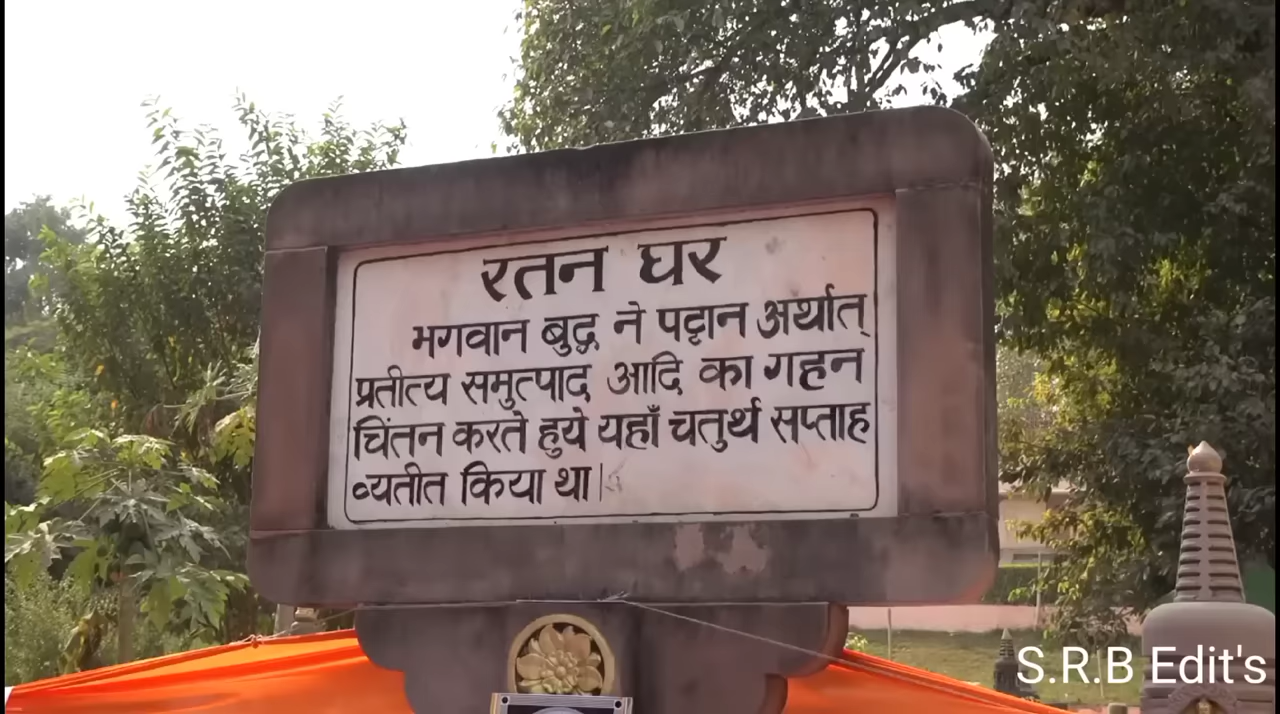 रतन घर
भगवान बुद्ध ने पट्ठान अर्थात्
प्रतीत्य समुत्पाद आदि का गहन
चिंतन करते हुये यहाँ चतुर्थ सप्ताह
व्यतीत किया था|
S.R.B Edit's